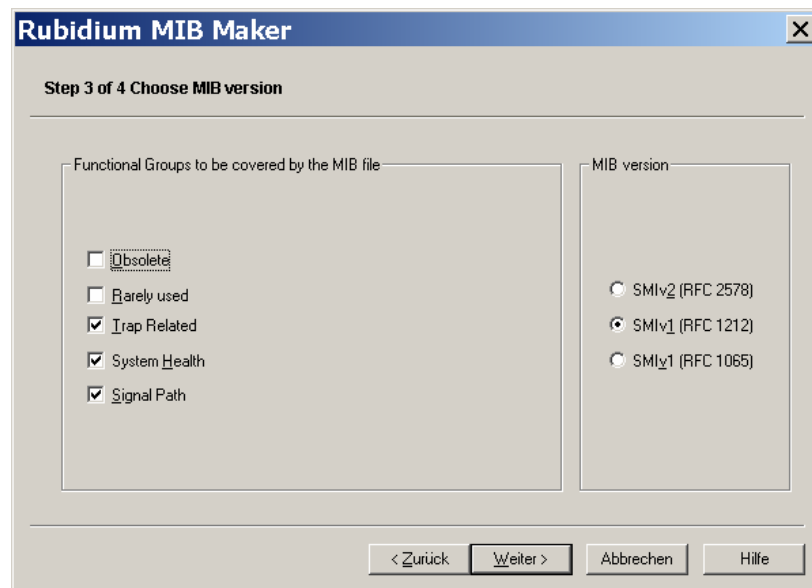 Rubidium MIB Maker
Step 3 of 4 Choose MIB version
Functional Groups to be covered by the MIB file
Obsolete
Rarely used
Trap Related
System Health
Signal Path
MIB version
SMIv2 (RFC 2578)
SMIv1 (RFC 1212)
SMIv1 (RFC 1065)
< Zurück
Weiter >
Abbrechen
Hilfe